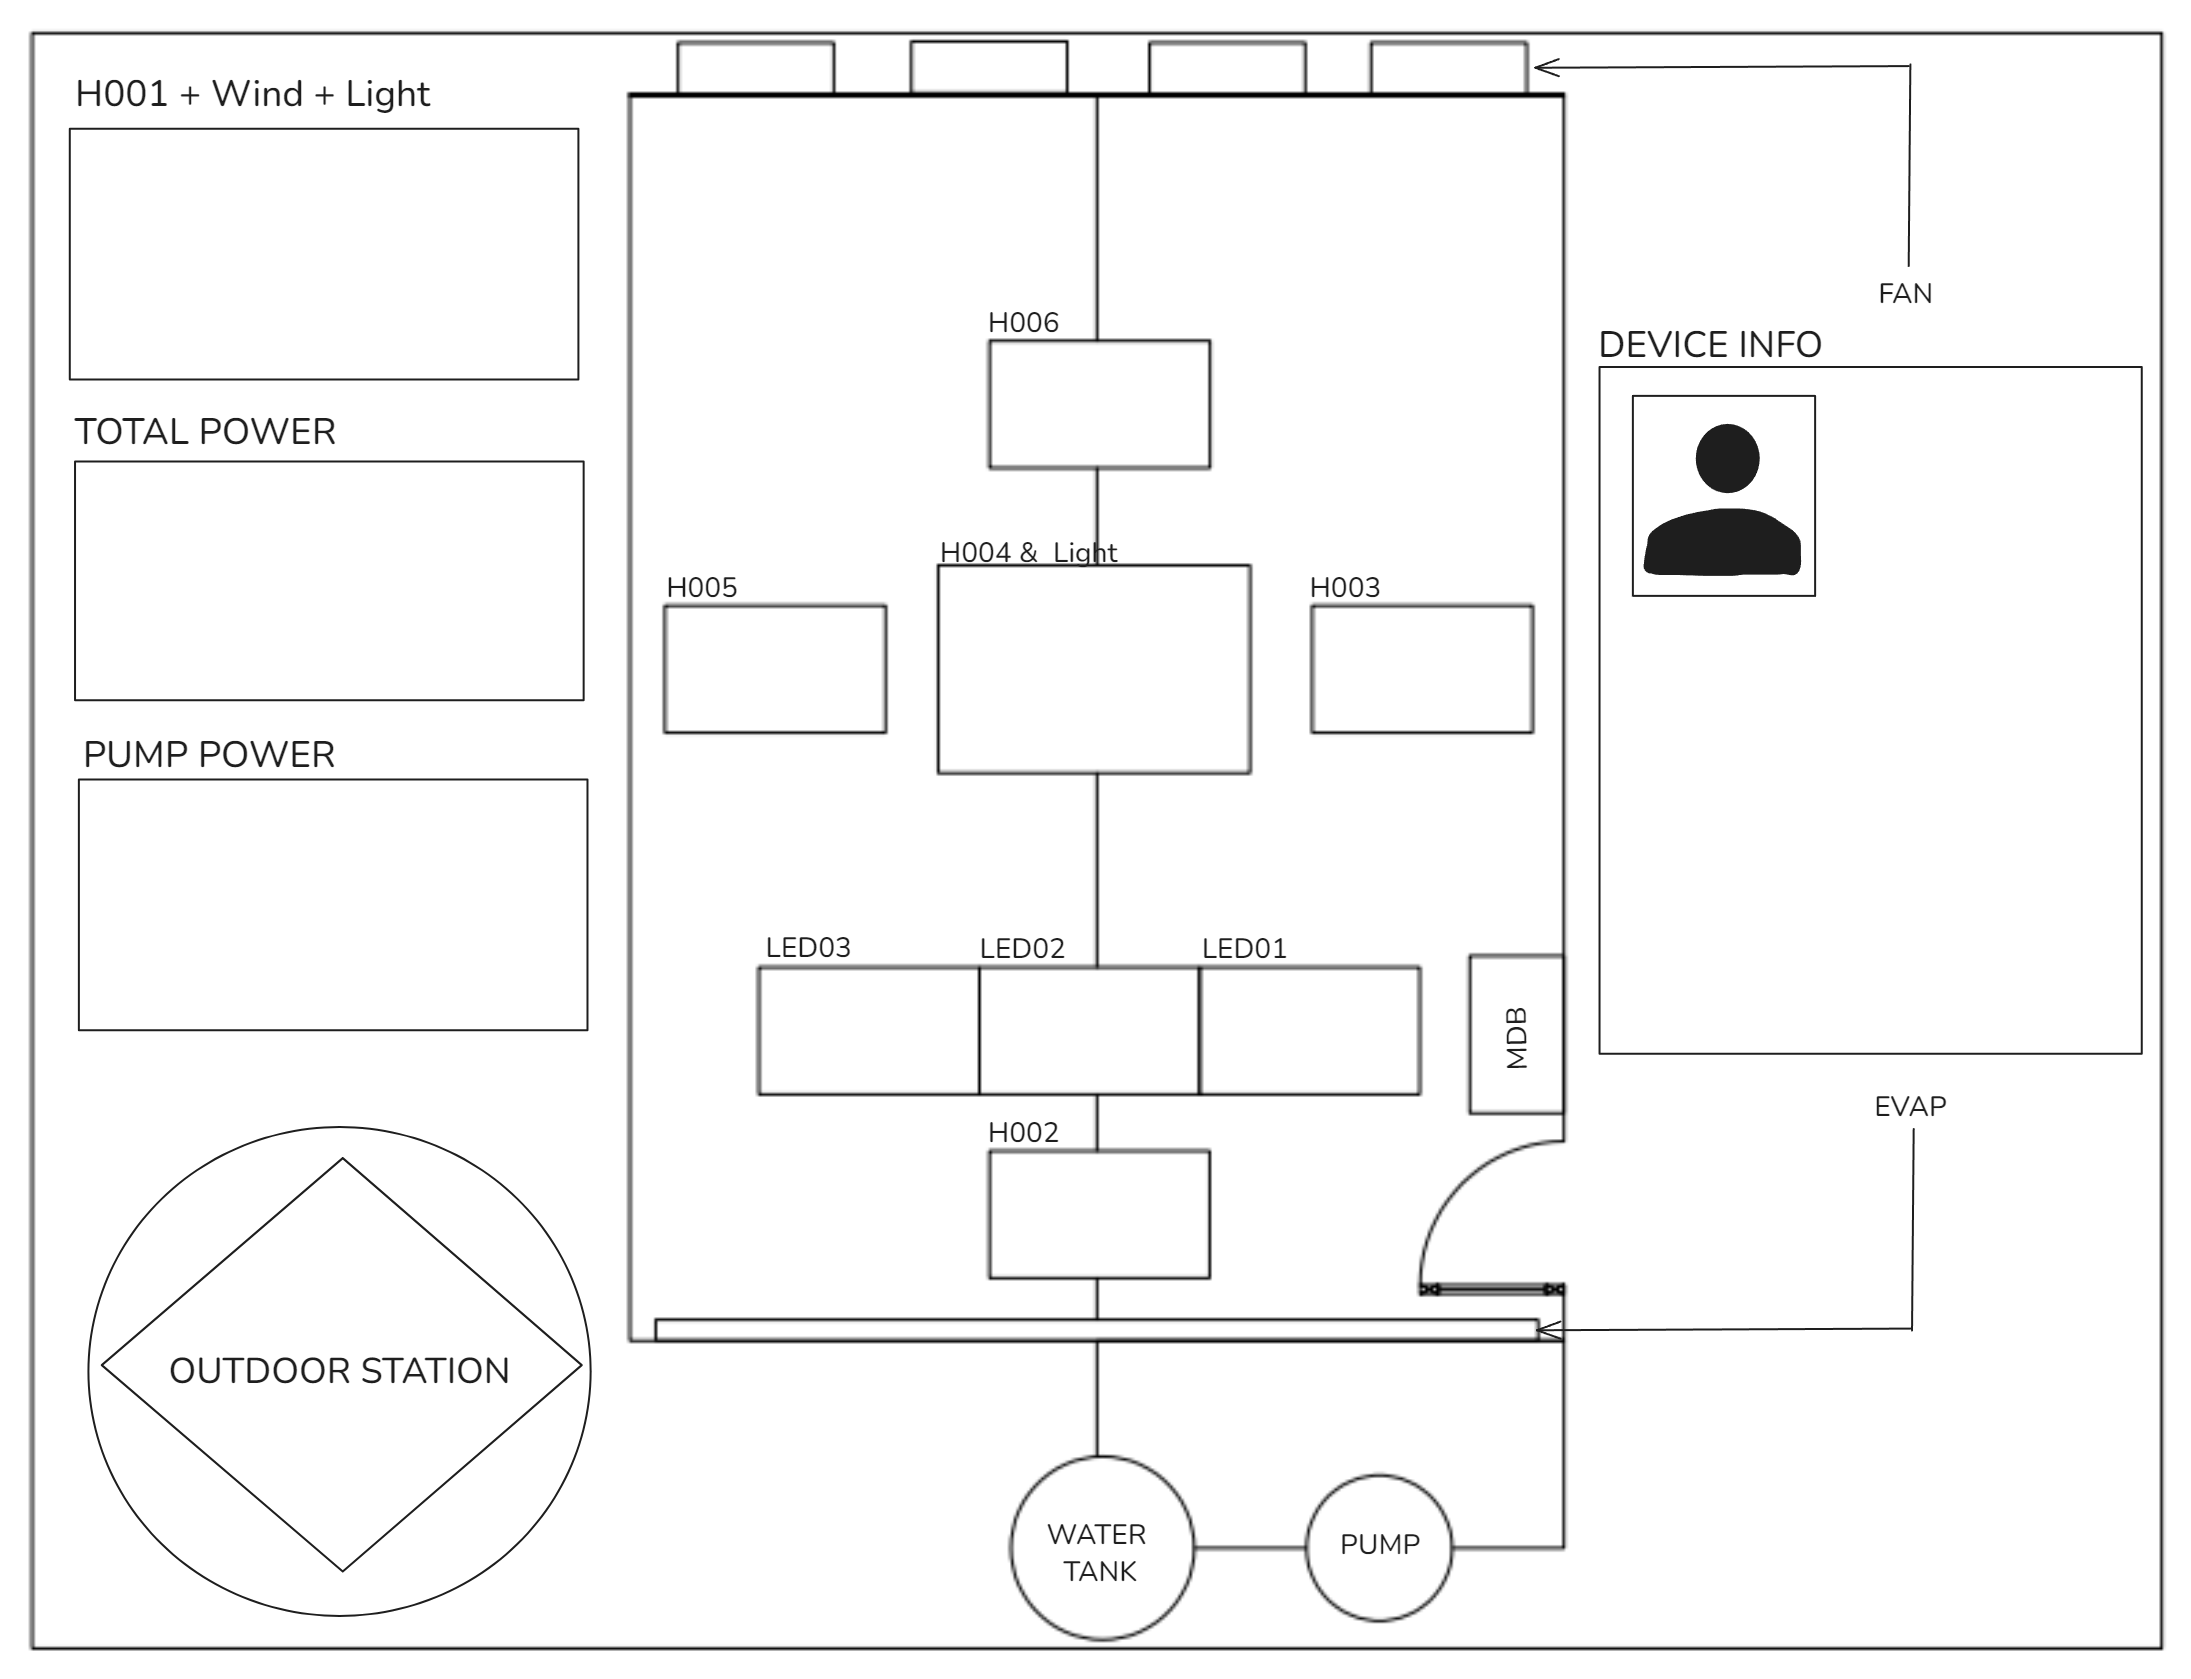 H001 + Wind + Light
FAN
H006
DEVICE INFO
TOTAL POWER
H004 &  Light
H005
H003
PUMP POWER
LED03
LED02
LED01
MDB
EVAP
H002
OUTDOOR STATION
WATER
TANK
PUMP